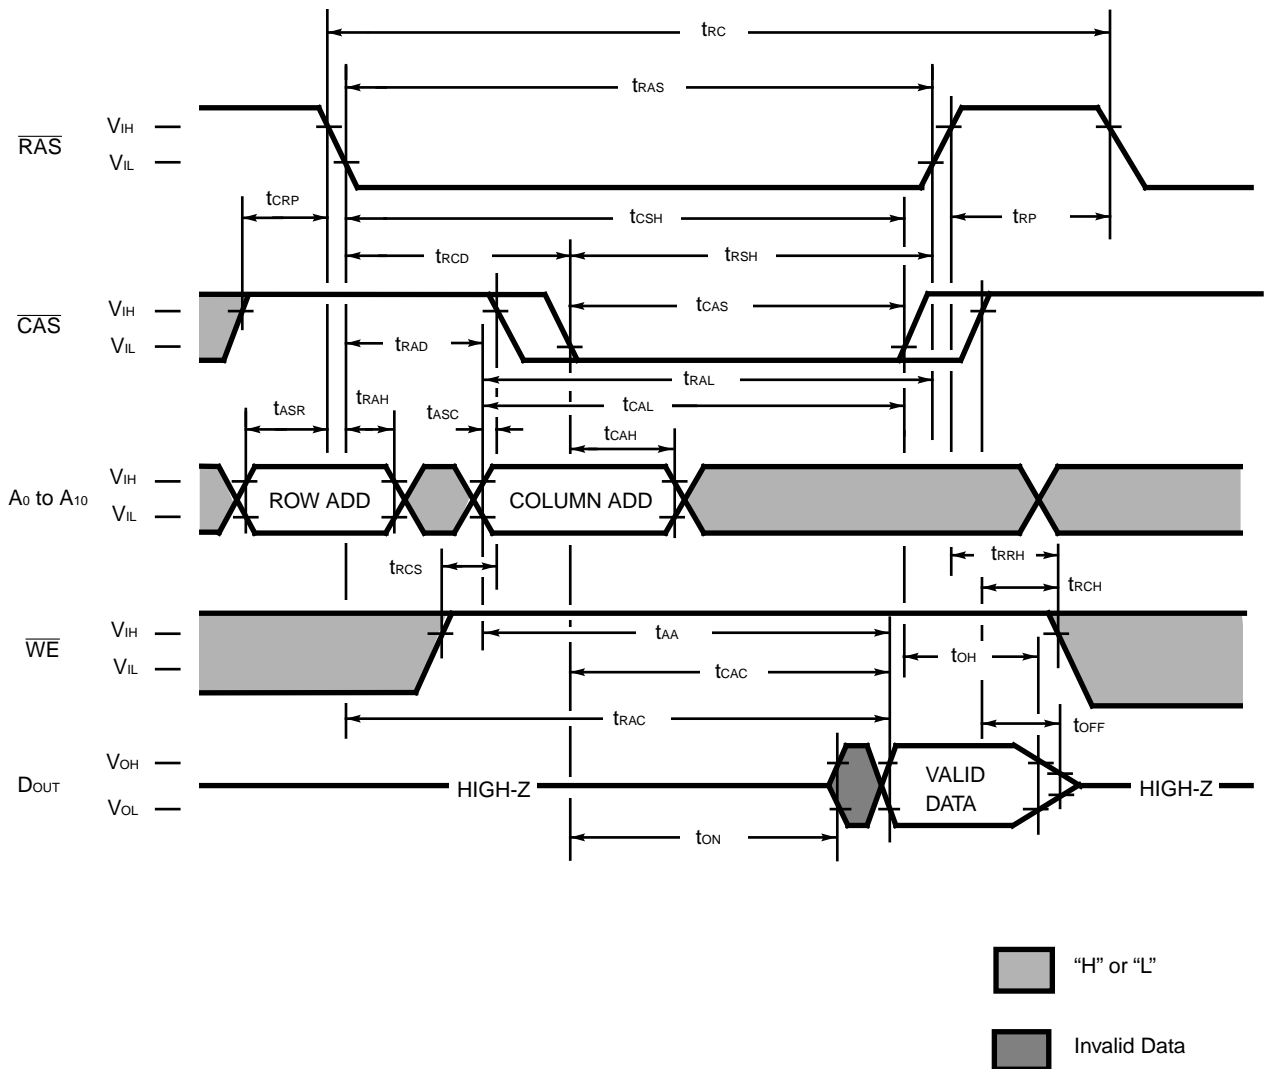 tRC
tRAS
RAS
VIH
VIL
tCRP
tCSH
tRP
tRCD
tRSH
CAS
VIH
VIL
tCAS
tRAD
tRAL
tASR
tRAH
tASC
tCAL
tCAH
A0 to A10
VIH
VIL
ROW ADD
COLUMN ADD
tRCS
tRRH
tRCH
WE
VIH
VIL
tAA
tOH
tCAC
tRAC
tOFF
DOUT
VOH
VOL
HIGH-Z
VALID
DATA
HIGH-Z
tON
“H” or “L”
Invalid Data